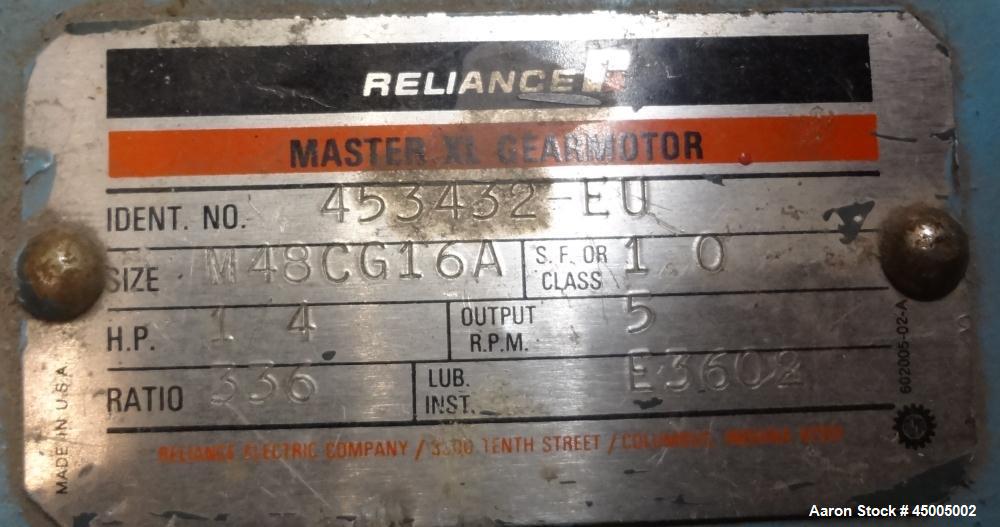 RELIANCE
MASTER XL GEARMOTOR
IDENT. NO. 453432-EU
SIZE M48CG16A S.F. OR CLASS 1 0
H.P. 1 4 OUTPUT R.P.M. 5
RATIO 336 LUB. INST. E3602
RELIANCE ELECTRIC COMPANY / 3300 TENTH STREET / COLUMBUS, INDIANA
MADE IN U.S.A.
602005-02-A
Aaron Stock # 45005002